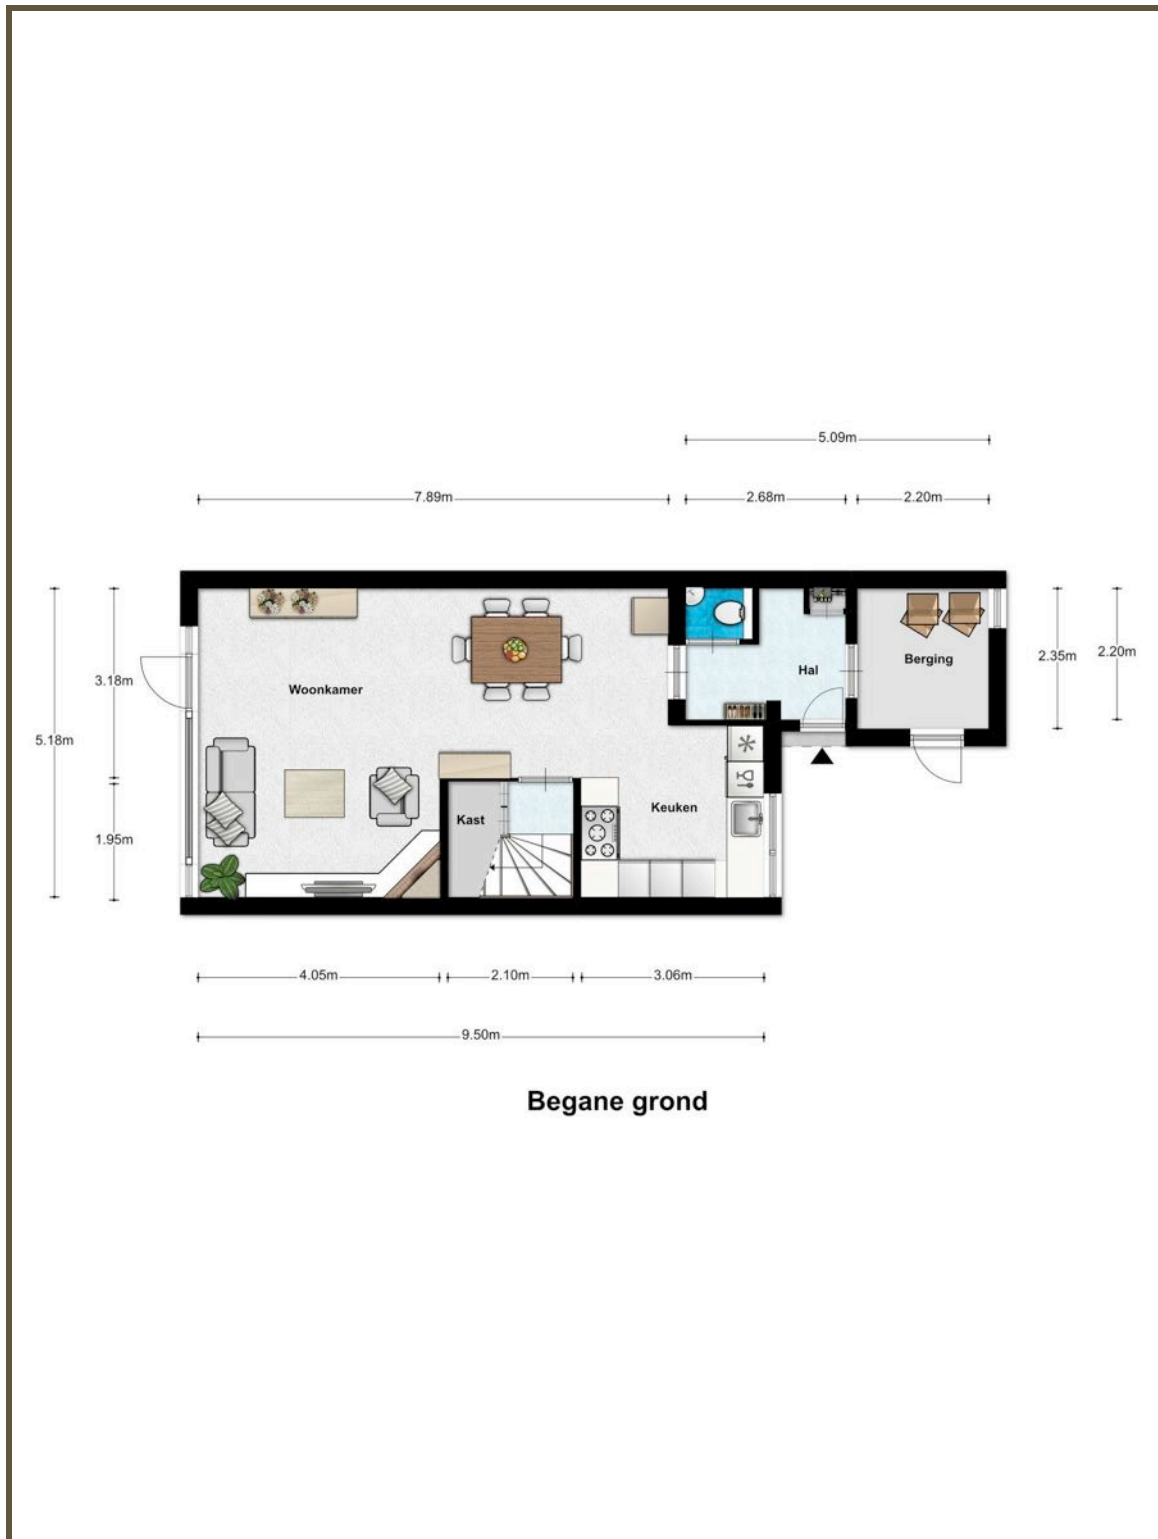 5.09m
7.89m
2.68m
2.20m
2.35m
2.20m
3.18m
5.18m
1.95m
Woonkamer
Hal
Berging
Kast
Keuken
4.05m
2.10m
3.06m
9.50m
Begane grond